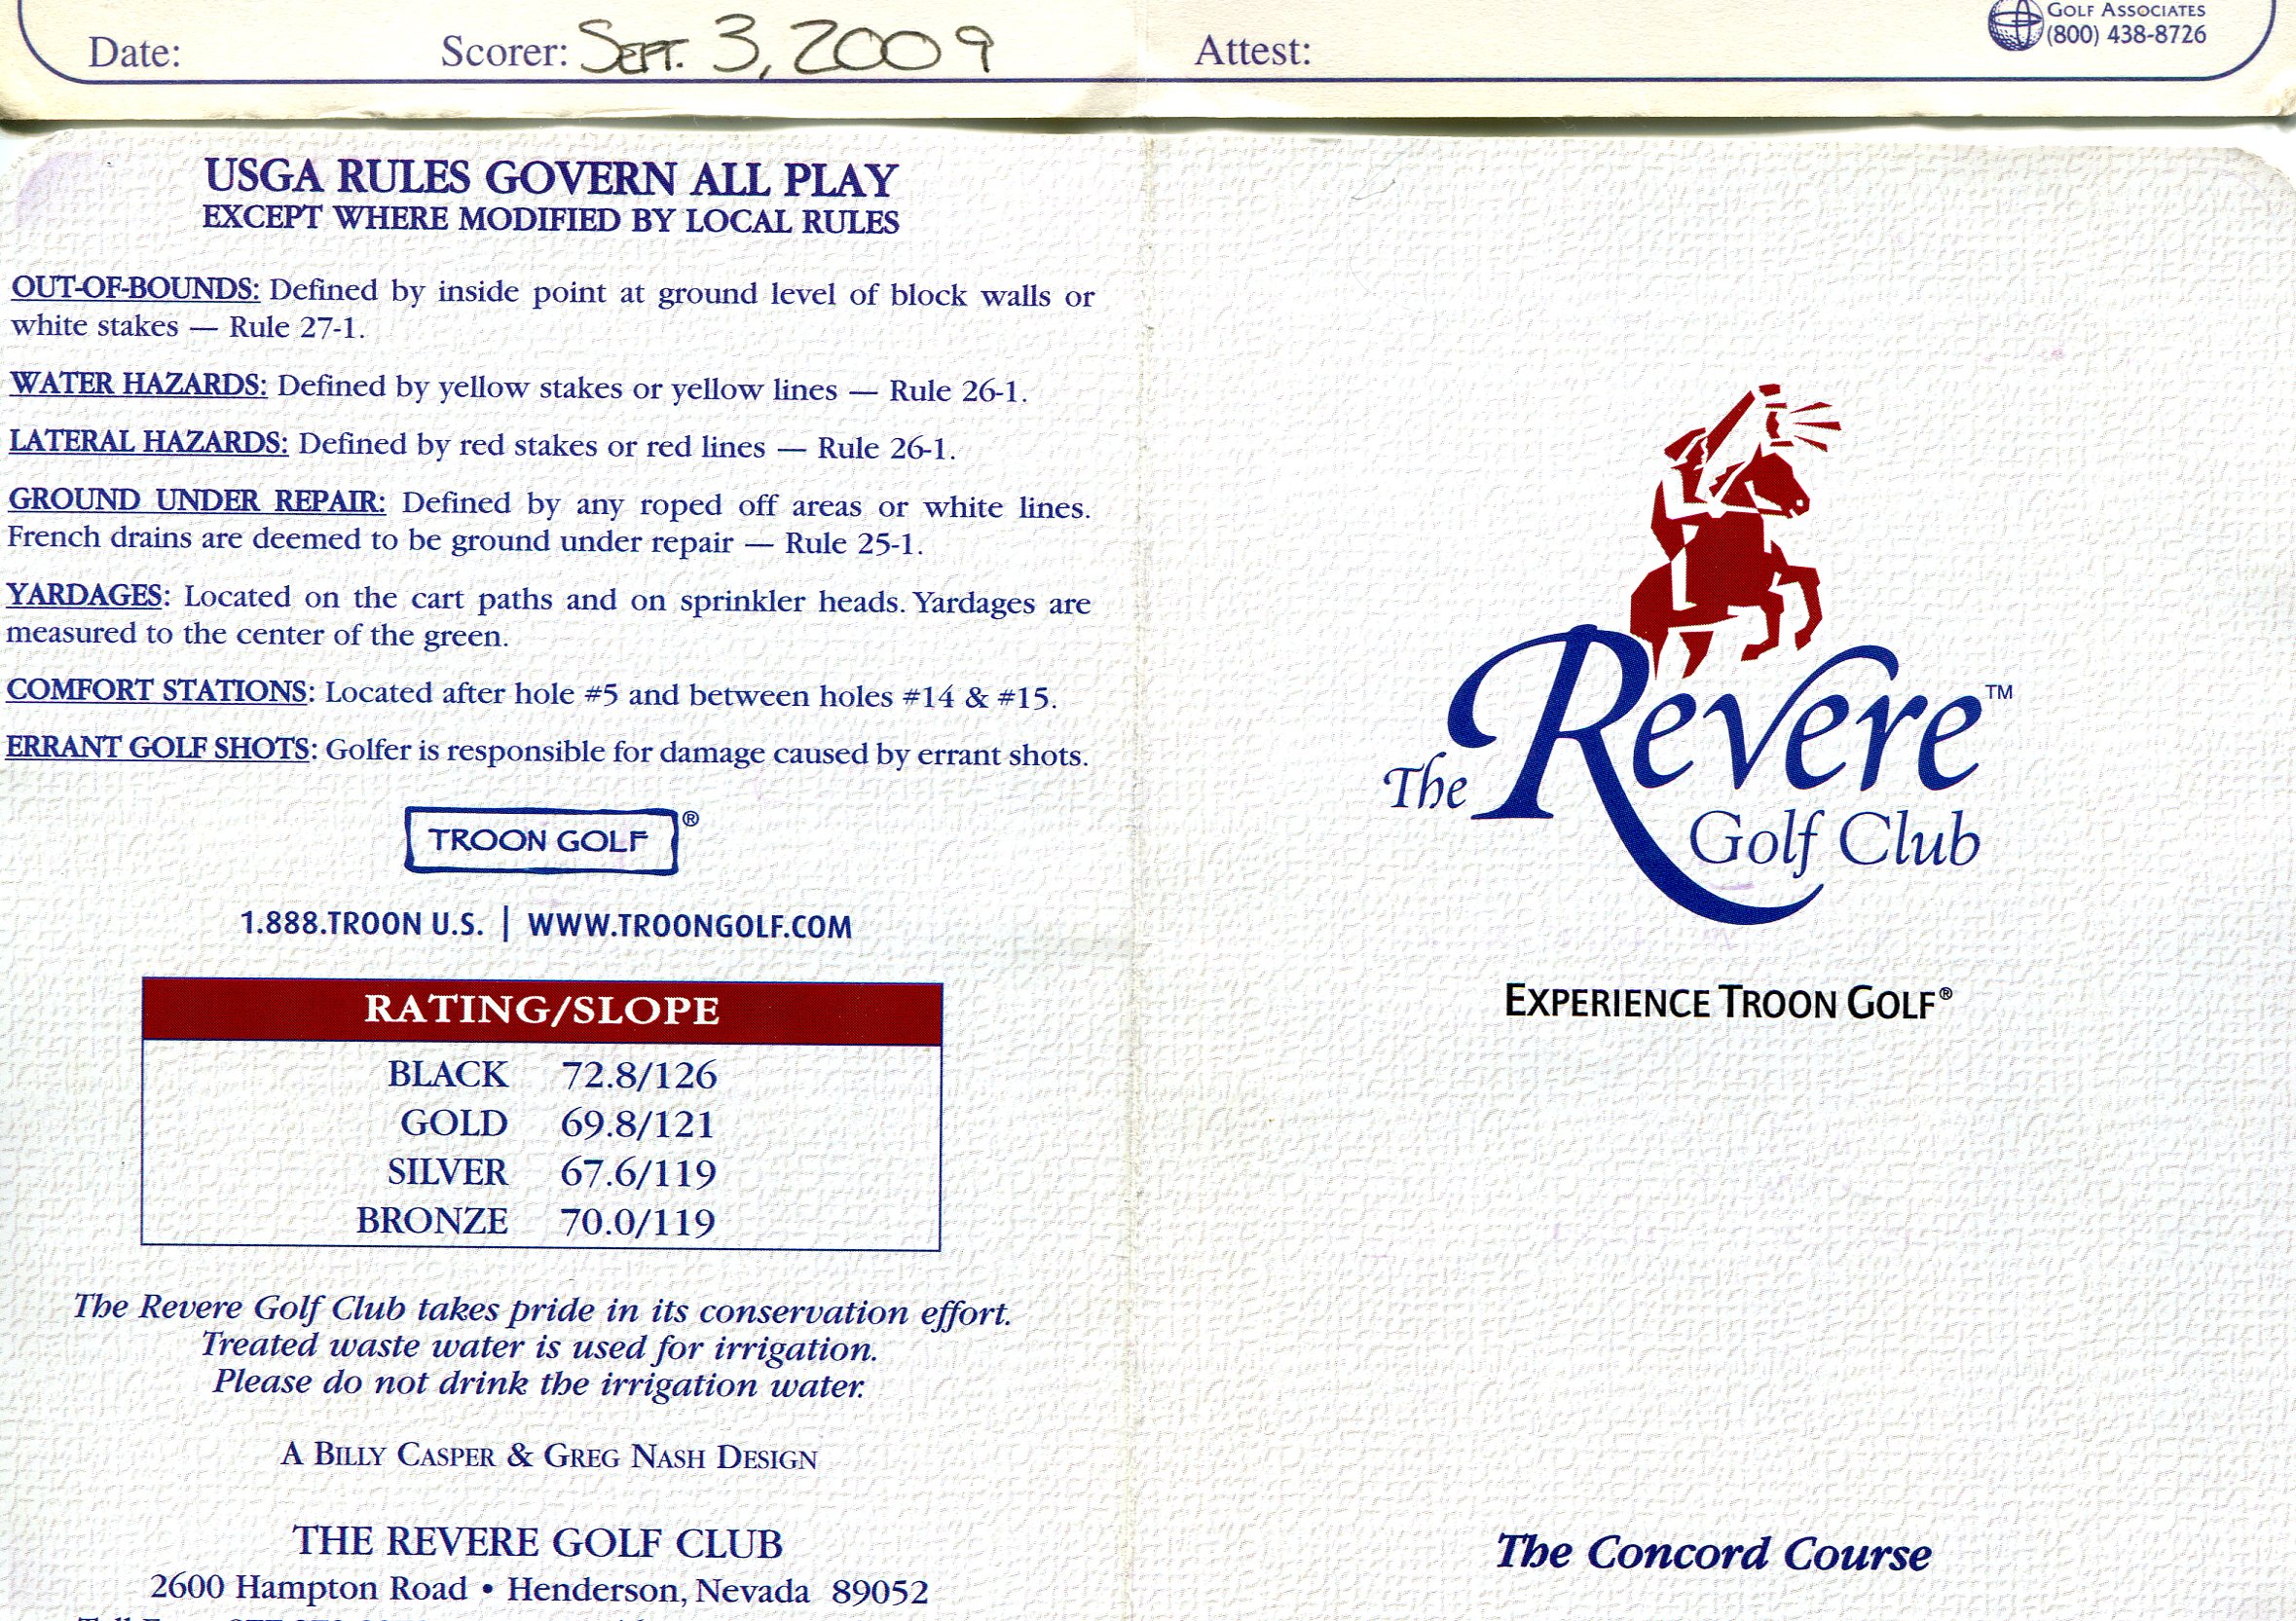 Date: Scorer: SEPT. 3, 2009 Attest:
GOLF ASSOCIATES
(800) 438-8726
USGA RULES GOVERN ALL PLAY
EXCEPT WHERE MODIFIED BY LOCAL RULES
OUT-OF-BOUNDS: Defined by inside point at ground level of block walls or
white stakes — Rule 27-1.
WATER HAZARDS: Defined by yellow stakes or yellow lines — Rule 26-1.
LATERAL HAZARDS: Defined by red stakes or red lines — Rule 26-1.
GROUND UNDER REPAIR: Defined by any roped off areas or white lines.
French drains are deemed to be ground under repair — Rule 25-1.
YARDAGES: Located on the cart paths and on sprinkler heads. Yardages are
measured to the center of the green.
COMFORT STATIONS: Located after hole #5 and between holes #14 & #15.
ERRANT GOLF SHOTS: Golfer is responsible for damage caused by errant shots.
TROON GOLF®
1.888.TROON U.S. | WWW.TROONGOLF.COM
RATING/SLOPE
BLACK 72.8/126
GOLD 69.8/121
SILVER 67.6/119
BRONZE 70.0/119
The Revere Golf Club takes pride in its conservation effort.
Treated waste water is used for irrigation.
Please do not drink the irrigation water.
A BILLY CASPER & GREG NASH DESIGN
THE REVERE GOLF CLUB
2600 Hampton Road • Henderson, Nevada 89052
The Revere™
Golf Club
EXPERIENCE TROON GOLF®
The Concord Course